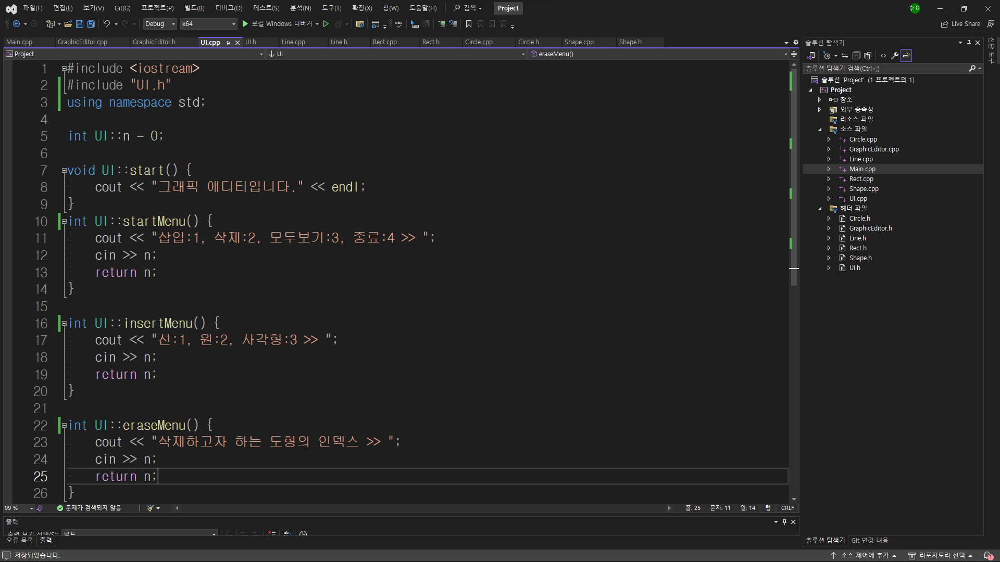 파일(F) 편집(E) 보기(V) Git(G) 프로젝트(P) 빌드(B) 디버그(D) 테스트(S) 분석(N) 도구(T) 확장(X) 창(W) 도움말(H) 검색 Project 순0
Debug x64 로컬 Windows 디버거 Live Share
Main.cpp GraphicEditor.cpp GraphicEditor.h UI.cpp UI.h Line.cpp Line.h Rect.cpp Rect.h Circle.cpp Circle.h Shape.cpp Shape.h
Project UI eraseMenu()
1 #include <iostream>
2 #include "UI.h"
3 using namespace std;
4
5 int UI::n = 0;
6
7 void UI::start() {
8 cout << "그래픽 에디터입니다." << endl;
9 }
10 int UI::startMenu() {
11 cout << "삽입:1, 삭제:2, 모두보기:3, 종료:4 >> ";
12 cin >> n;
13 return n;
14 }
15
16 int UI::insertMenu() {
17 cout << "선:1, 원:2, 사각형:3 >> ";
18 cin >> n;
19 return n;
20 }
21
22 int UI::eraseMenu() {
23 cout << "삭제하고자 하는 도형의 인덱스 >> ";
24 cin >> n;
25 return n;
26 }
99 % 문제가 검색되지 않음 줄: 25 문자: 11 열: 14 탭 CRLF
출력
출력 보기 선택(S): 빌드
오류 목록 출력
솔루션 탐색기
솔루션 탐색기 검색(Ctrl+;)
솔루션 'Project' (1 프로젝트의 1)
Project
참조
외부 종속성
리소스 파일
소스 파일
Circle.cpp
GraphicEditor.cpp
Line.cpp
Main.cpp
Rect.cpp
Shape.cpp
UI.cpp
헤더 파일
Circle.h
GraphicEditor.h
Line.h
Rect.h
Shape.h
UI.h
솔루션 탐색기 Git 변경 내용
진단 도구
저장되었습니다. 소스 제어에 추가 리포지토리 선택 1